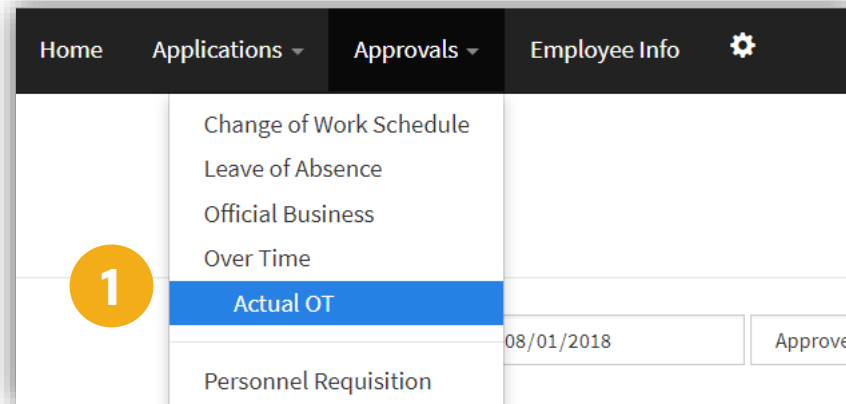 Home Applications Approvals Employee Info
Change of Work Schedule
Leave of Absence
Official Business
Over Time
1
Actual OT
08/01/2018
Approve
Personnel Requisition